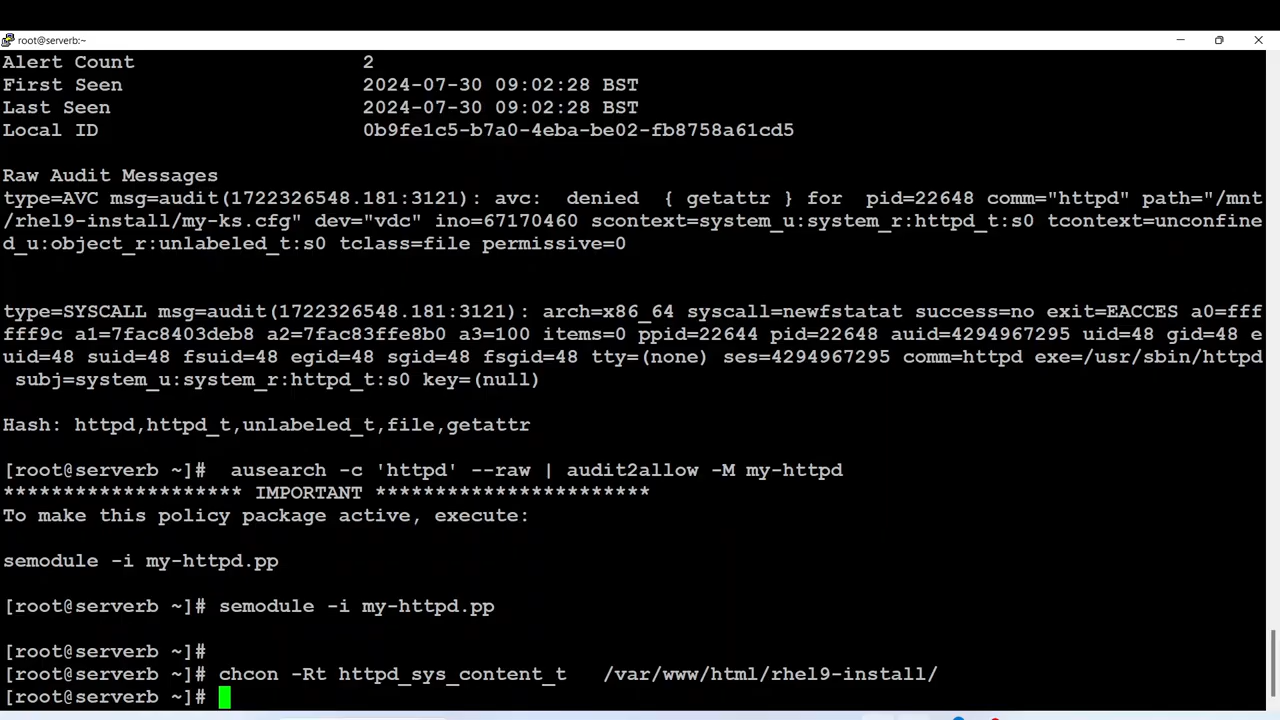 root@serverb:~
Alert Count                   2
First Seen                    2024-07-30 09:02:28 BST
Last Seen                     2024-07-30 09:02:28 BST
Local ID                      0b9fe1c5-b7a0-4eba-be02-fb8758a61cd5
Raw Audit Messages
type=AVC msg=audit(1722326548.181:3121): avc:  denied  { getattr } for  pid=22648 comm="httpd" path="/mnt
/rhel9-install/my-ks.cfg" dev="vdc" ino=67170460 scontext=system_u:system_r:httpd_t:s0 tcontext=unconfine
d_u:object_r:unlabeled_t:s0 tclass=file permissive=0
type=SYSCALL msg=audit(1722326548.181:3121): arch=x86_64 syscall=newfstatat success=no exit=EACCES a0=fff
fff9c a1=7fac8403deb8 a2=7fac83ffe8b0 a3=100 items=0 ppid=22644 pid=22648 auid=4294967295 uid=48 gid=48 e
uid=48 suid=48 fsuid=48 egid=48 sgid=48 fsgid=48 tty=(none) ses=4294967295 comm=httpd exe=/usr/sbin/httpd
 subj=system_u:system_r:httpd_t:s0 key=(null)
Hash: httpd,httpd_t,unlabeled_t,file,getattr
[root@serverb ~]#  ausearch -c 'httpd' --raw | audit2allow -M my-httpd
******************** IMPORTANT ***********************
To make this policy package active, execute:
semodule -i my-httpd.pp
[root@serverb ~]# semodule -i my-httpd.pp
[root@serverb ~]#
[root@serverb ~]# chcon -Rt httpd_sys_content_t   /var/www/html/rhel9-install/
[root@serverb ~]#